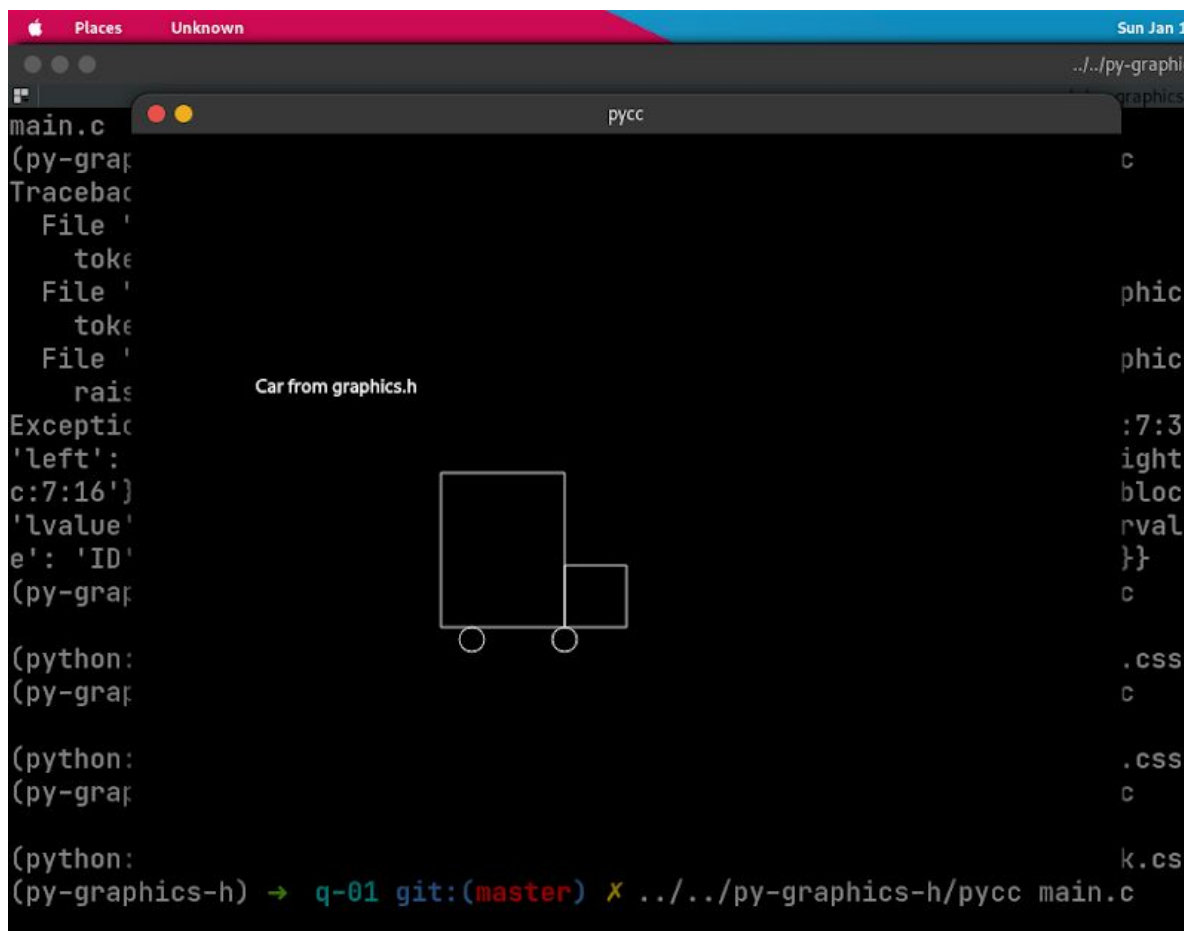 Places Unknown Sun Jan 1
../../py-graphi
graphics
pycc
main.c
(py-grap c
Tracebac
File '
toke
File ' phic
toke
File ' phic
rais
Car from graphics.h
Exceptio :7:3
'left': ight
c:7:16'} bloc
'lvalue' rval
e': 'ID' }}
(py-grap c
(python: .css
(py-grap c
(python: .css
(py-grap c
(python: k.cs
(py-graphics-h) → q-01 git:(master) ✗ ../../py-graphics-h/pycc main.c